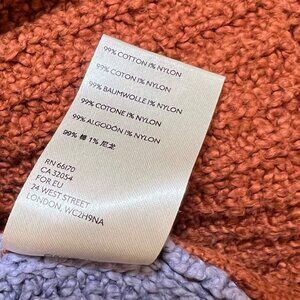 99% COTTON 1% NYLON
99% COTON 1% NYLON
99% BAUMWOLLE 1% NYLON
99% COTONE 1% NYLON
99% ALGODÓN 1% NYLON
99% 棉 1% 尼龙
RN 66170
CA 32054
FOR EU
24 WEST STREET
LONDON, WC2H9NA